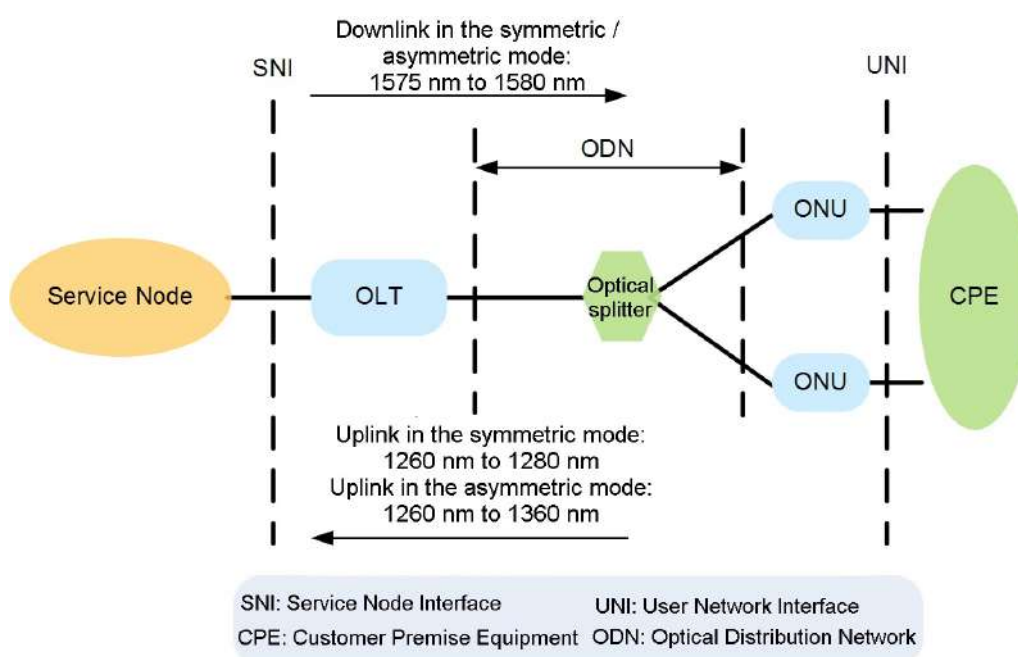 Downlink in the symmetric /
asymmetric mode:
1575 nm to 1580 nm
SNI
UNI
ODN
ONU
Service Node
OLT
Optical
splitter
CPE
ONU
Uplink in the symmetric mode:
1260 nm to 1280 nm
Uplink in the asymmetric mode:
1260 nm to 1360 nm
SNI: Service Node Interface
UNI: User Network Interface
CPE: Customer Premise Equipment
ODN: Optical Distribution Network